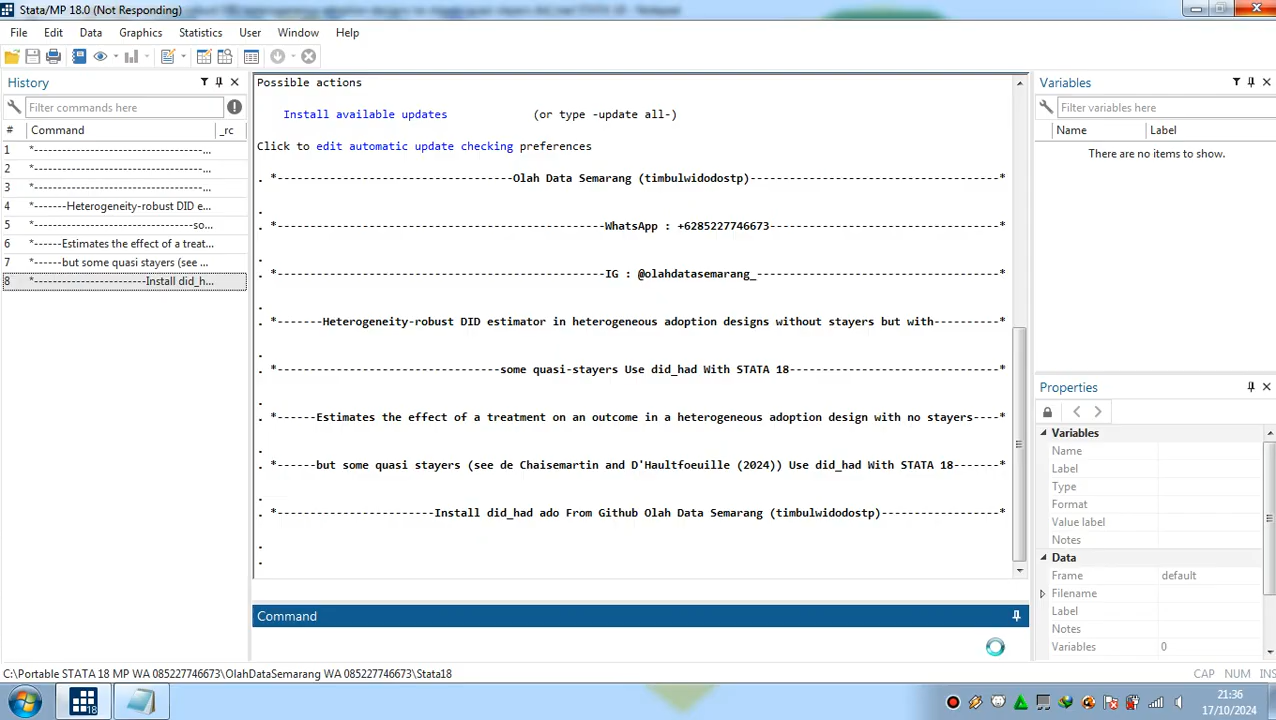 Stata/MP 18.0 (Not Responding)
File Edit Data Graphics Statistics User Window Help
History
Filter commands here
# Command _rc
1 *-----------------------------------...
2 *-----------------------------------...
3 *-----------------------------------...
4 *-------Heterogeneity-robust DID e...
5 *-----------------------------------so...
6 *------Estimates the effect of a treat...
7 *------but some quasi stayers (see ...
8 *------------------------Install did_h...
Possible actions
Install available updates (or type -update all-)
Click to edit automatic update checking preferences
. *------------------------------------Olah Data Semarang (timbulwidodostp)---------------------------------------*
.
. *--------------------------------------------------WhatsApp : +6285227746673------------------------------------*
.
. *--------------------------------------------------IG : @olahdatasemarang_--------------------------------------*
.
. *-------Heterogeneity-robust DID estimator in heterogeneous adoption designs without stayers but with----------*
.
. *----------------------------------some quasi-stayers Use did_had With STATA 18---------------------------------*
.
. *------Estimates the effect of a treatment on an outcome in a heterogeneous adoption design with no stayers----*
.
. *------but some quasi stayers (see de Chaisemartin and D'Haultfoeuille (2024)) Use did_had With STATA 18-------*
.
. *------------------------Install did_had ado From Github Olah Data Semarang (timbulwidodostp)------------------*
.
.
Command
Variables
Filter variables here
Name Label
There are no items to show.
Properties
Variables
Name
Label
Type
Format
Value label
Notes
Data
Frame default
Filename
Label
Notes
Variables 0
C:\Portable STATA 18 MP WA 085227746673\OlahDataSemarang WA 085227746673\Stata18
CAP NUM INS
18
21:36
17/10/2024